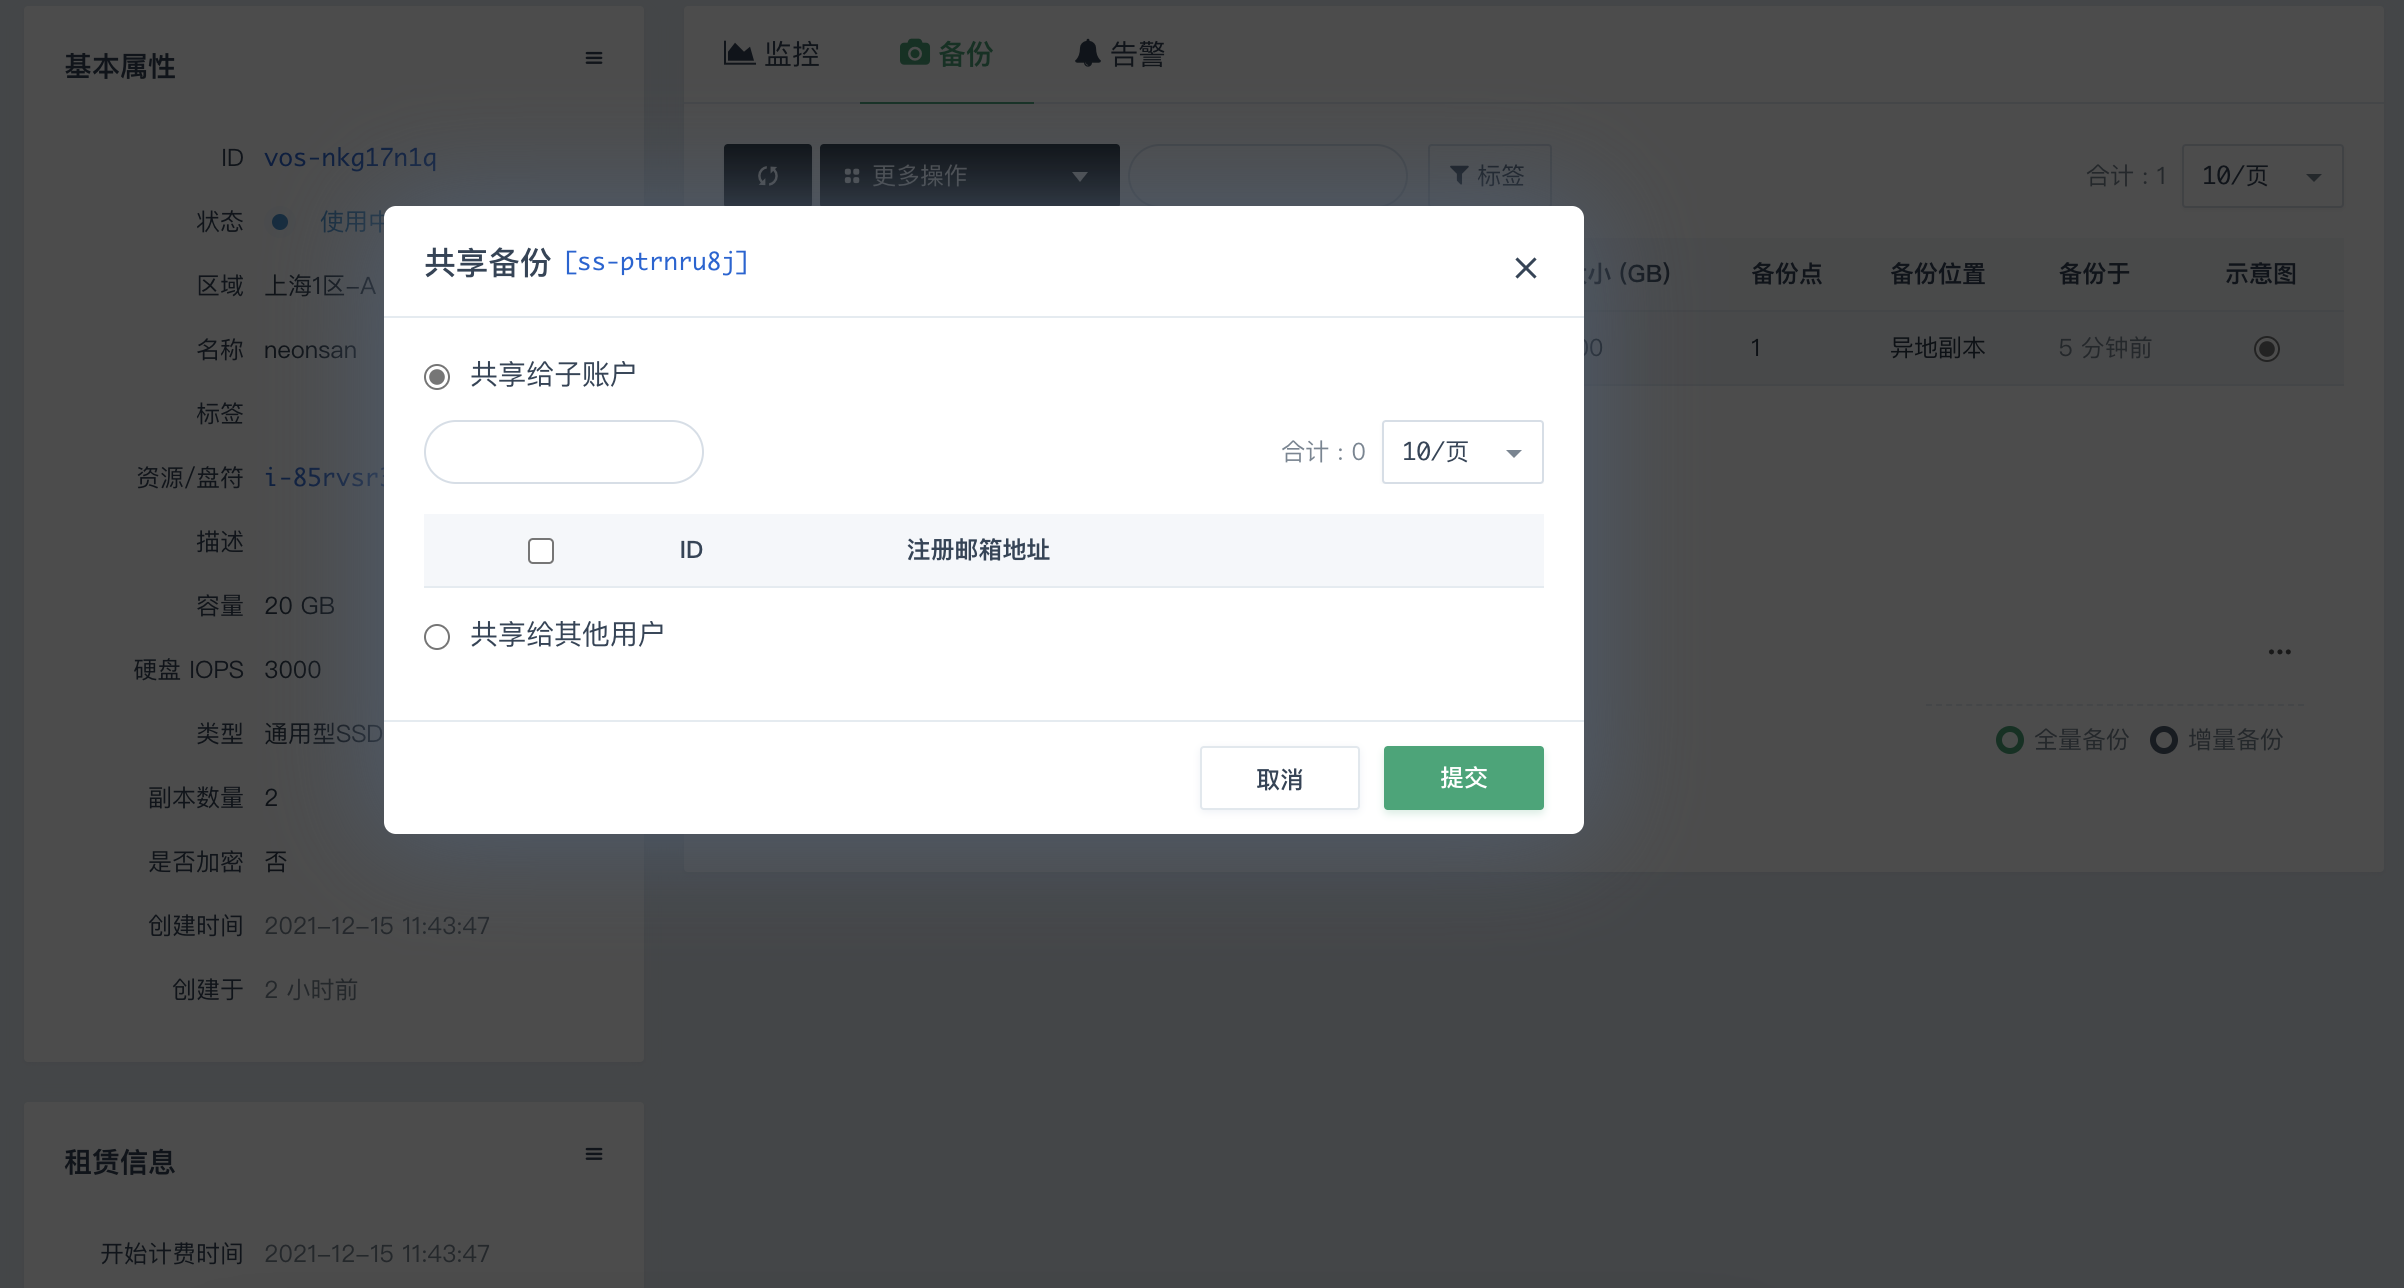 基本属性
ID vos-nkg17n1q
状态 使用中
区域 上海1区-A
名称 neonsan
标签
资源/盘符 i-85rvsr
描述
容量 20 GB
硬盘 IOPS 3000
类型 通用型SSD
副本数量 2
是否加密 否
创建时间 2021-12-15 11:43:47
创建于 2 小时前
租赁信息
开始计费时间 2021-12-15 11:43:47
监控 备份 告警
更多操作 标签 合计 : 1 10/页
小 (GB) 备份点 备份位置 备份于 示意图
1 异地副本 5 分钟前
全量备份 增量备份
共享备份 [ss-ptrnru8j]
共享给子账户
合计 : 0 10/页
ID 注册邮箱地址
共享给其他用户
取消 提交